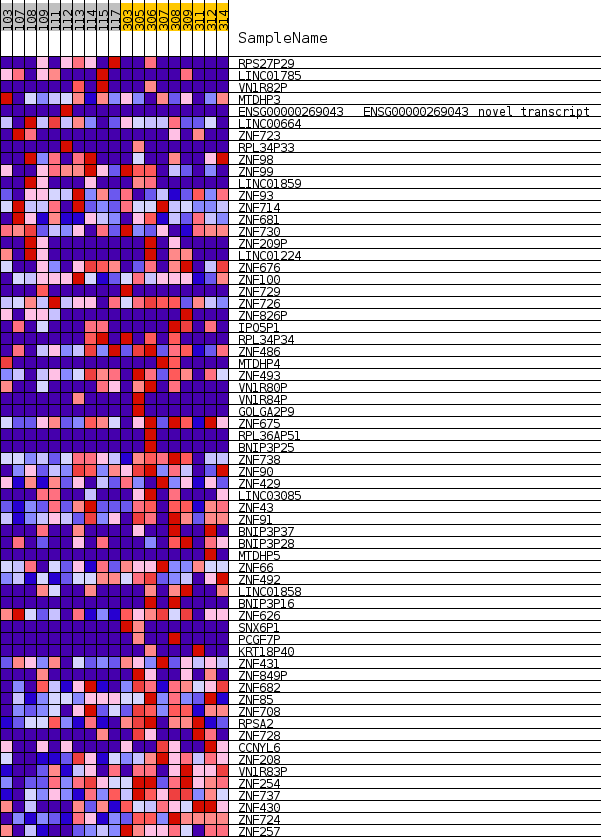 103 107 108 109 111 112 113 114 115 117 303 305 306 307 308 309 311 312 314
SampleName
RPS27P29
LINC01785
VN1R82P
MTDHP3
ENSG00000269043 ENSG00000269043 novel transcript
LINC00664
ZNF723
RPL34P33
ZNF98
ZNF99
LINC01859
ZNF93
ZNF714
ZNF681
ZNF730
ZNF209P
LINC01224
ZNF676
ZNF100
ZNF729
ZNF726
ZNF826P
IPO5P1
RPL34P34
ZNF486
MTDHP4
ZNF493
VN1R80P
VN1R84P
GOLGA2P9
ZNF675
RPL36AP51
BNIP3P25
ZNF738
ZNF90
ZNF429
LINC03085
ZNF43
ZNF91
BNIP3P37
BNIP3P28
MTDHP5
ZNF66
ZNF492
LINC01858
BNIP3P16
ZNF626
SNX6P1
PCGF7P
KRT18P40
ZNF431
ZNF849P
ZNF682
ZNF85
ZNF708
RPSA2
ZNF728
CCNYL6
ZNF208
VN1R83P
ZNF254
ZNF737
ZNF430
ZNF724
ZNF257